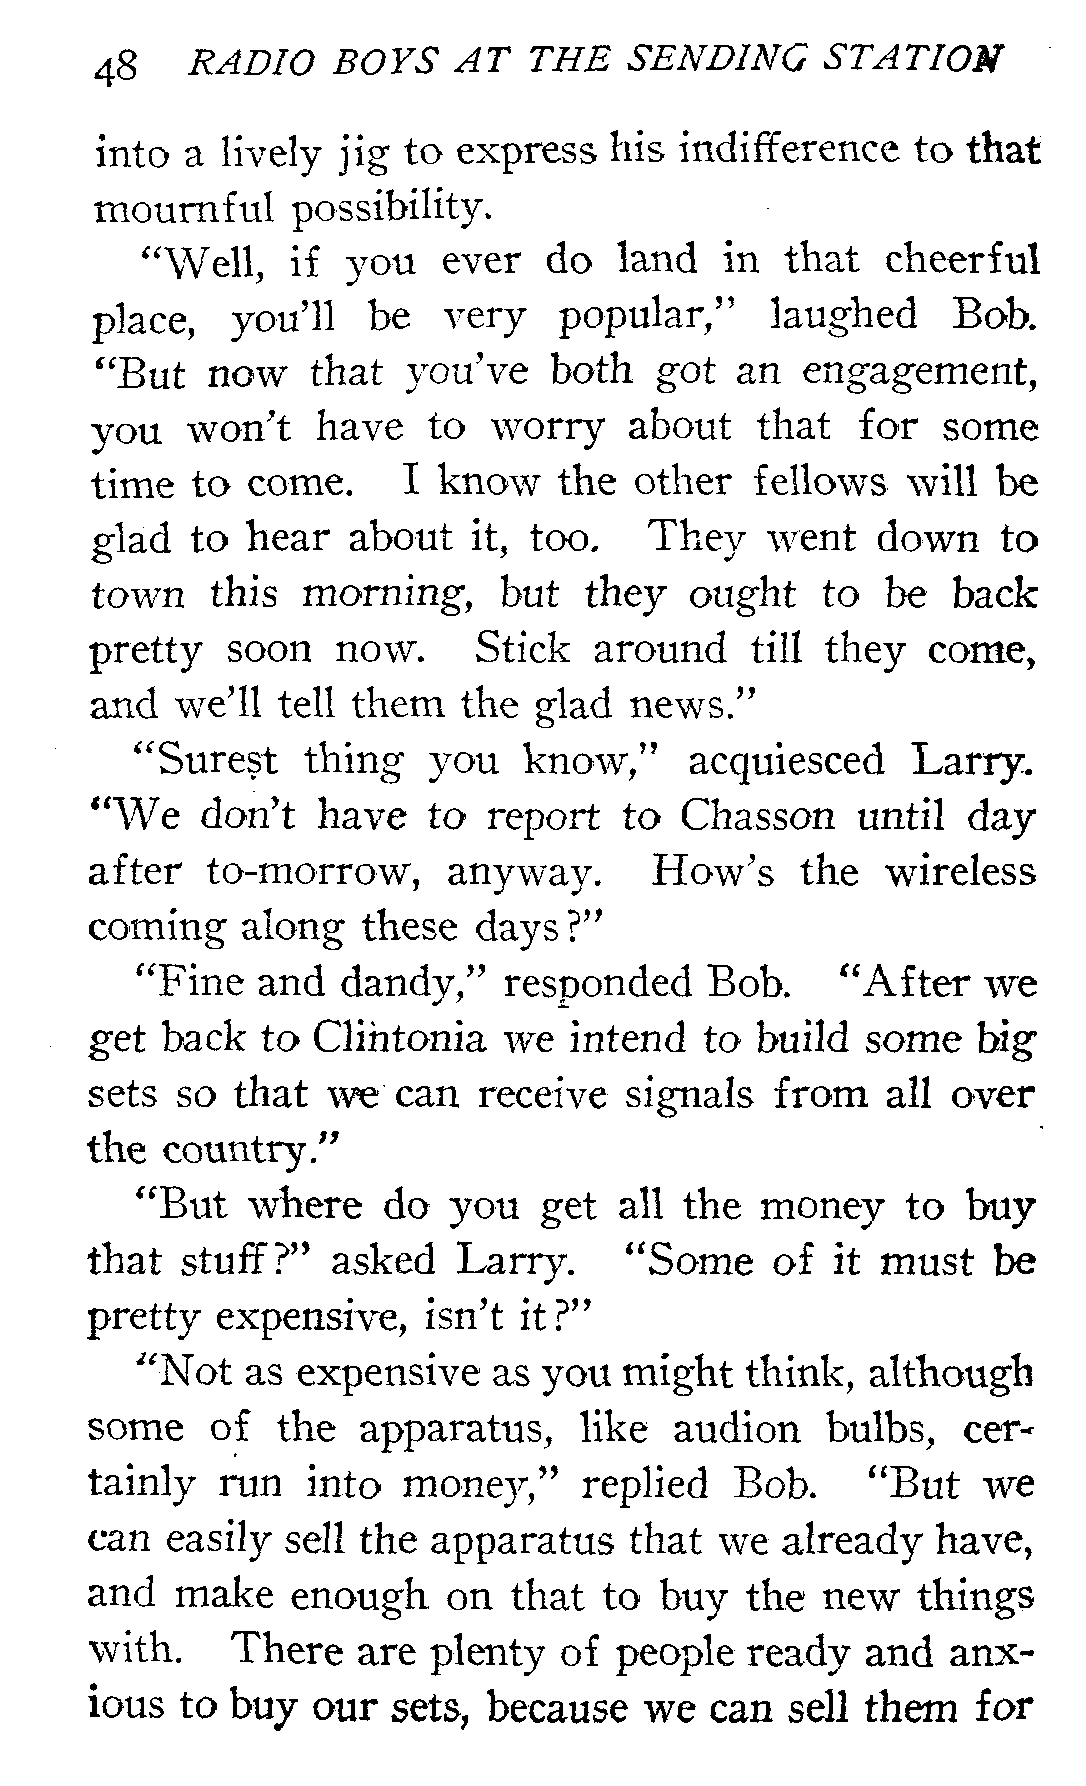 48 RADIO BOYS AT THE SENDING STATION
into a lively jig to express his indifference to that
mournful possibility.
“Well, if you ever do land in that cheerful
place, you’ll be very popular,” laughed Bob.
“But now that you’ve both got an engagement,
you won’t have to worry about that for some
time to come. I know the other fellows will be
glad to hear about it, too. They went down to
town this morning, but they ought to be back
pretty soon now. Stick around till they come,
and we’ll tell them the glad news.”
“Surest thing you know,” acquiesced Larry.
“We don’t have to report to Chasson until day
after to-morrow, anyway. How’s the wireless
coming along these days?”
“Fine and dandy,” responded Bob. “After we
get back to Clintonia we intend to build some big
sets so that we can receive signals from all over
the country.”
“But where do you get all the money to buy
that stuff?” asked Larry. “Some of it must be
pretty expensive, isn’t it?”
“Not as expensive as you might think, although
some of the apparatus, like audion bulbs, cer-
tainly run into money,” replied Bob. “But we
can easily sell the apparatus that we already have,
and make enough on that to buy the new things
with. There are plenty of people ready and anx-
ious to buy our sets, because we can sell them for